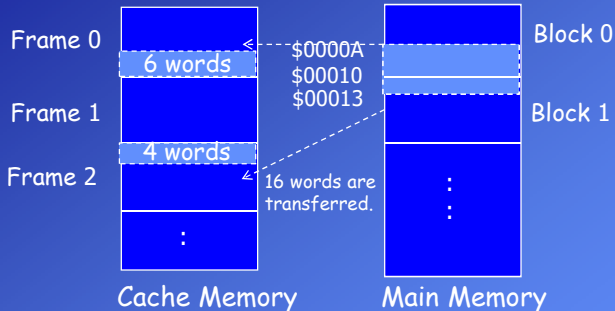 Frame 0
6 words
Frame 1
4 words
Frame 2
:
Cache Memory
$0000A
$00010
$00013
16 words are
transferred.
Block 0
Block 1
:
:
Main Memory